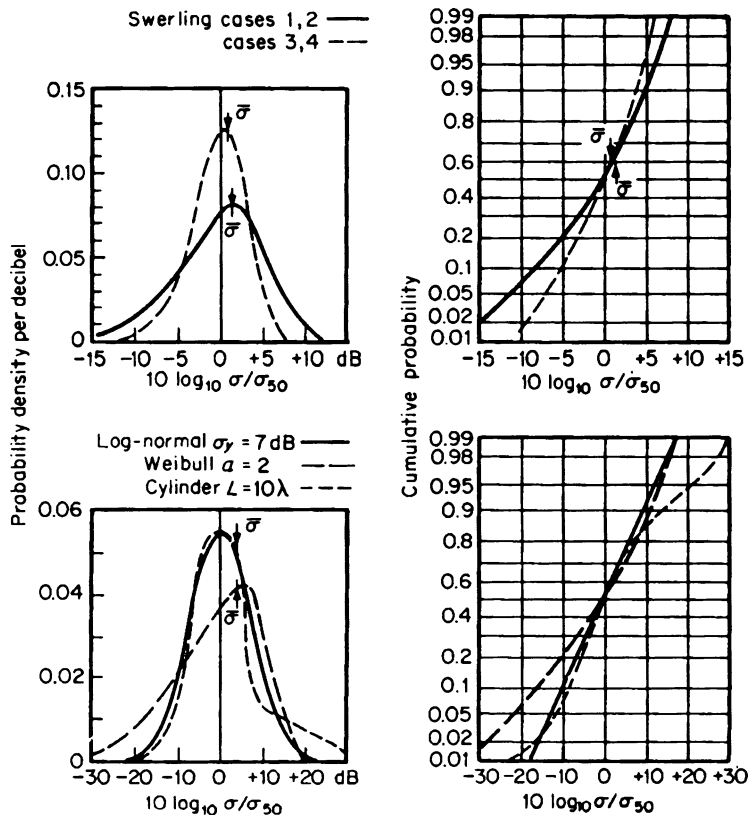 Swerling cases 1,2
cases 3,4
Probability density per decibel
0.15
0.10
0.05
0
σ̅
σ̅
-15 -10 -5 0 +5 +10 dB
10 log₁₀ σ/σ₅₀
Cumulative probability
0.99
0.98
0.95
0.9
0.8
0.6
0.4
0.2
0.1
0.05
0.02
0.01
σ̅
σ̅
-15 -10 -5 0 +5 +10 +15
10 log₁₀ σ/σ₅₀
Log-normal σᵧ = 7 dB
Weibull a = 2
Cylinder L = 10λ
0.06
0.04
0.02
0
σ̅
σ̅
-30 -20 -10 0 +10 +20 dB
10 log₁₀ σ/σ₅₀
0.99
0.98
0.95
0.9
0.8
0.6
0.4
0.2
0.1
0.05
0.02
0.01
-30 -20 -10 0 +10 +20 +30
10 log₁₀ σ/σ₅₀